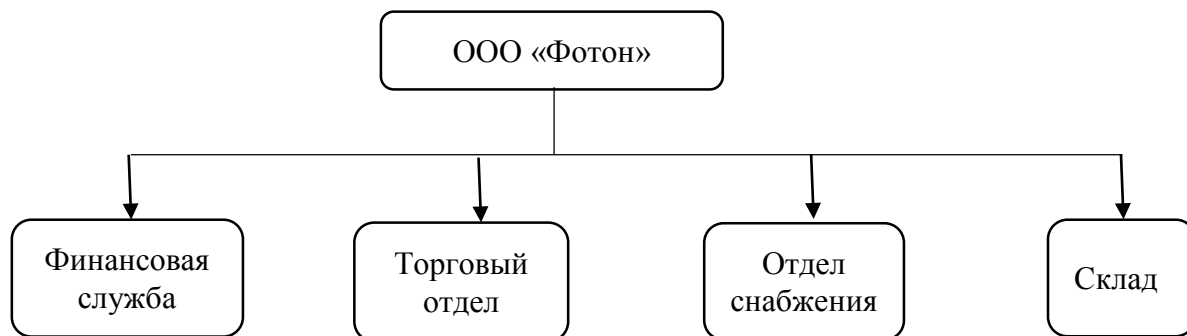 ООО «Фотон»
Финансовая
служба
Торговый
отдел
Отдел
снабжения
Склад